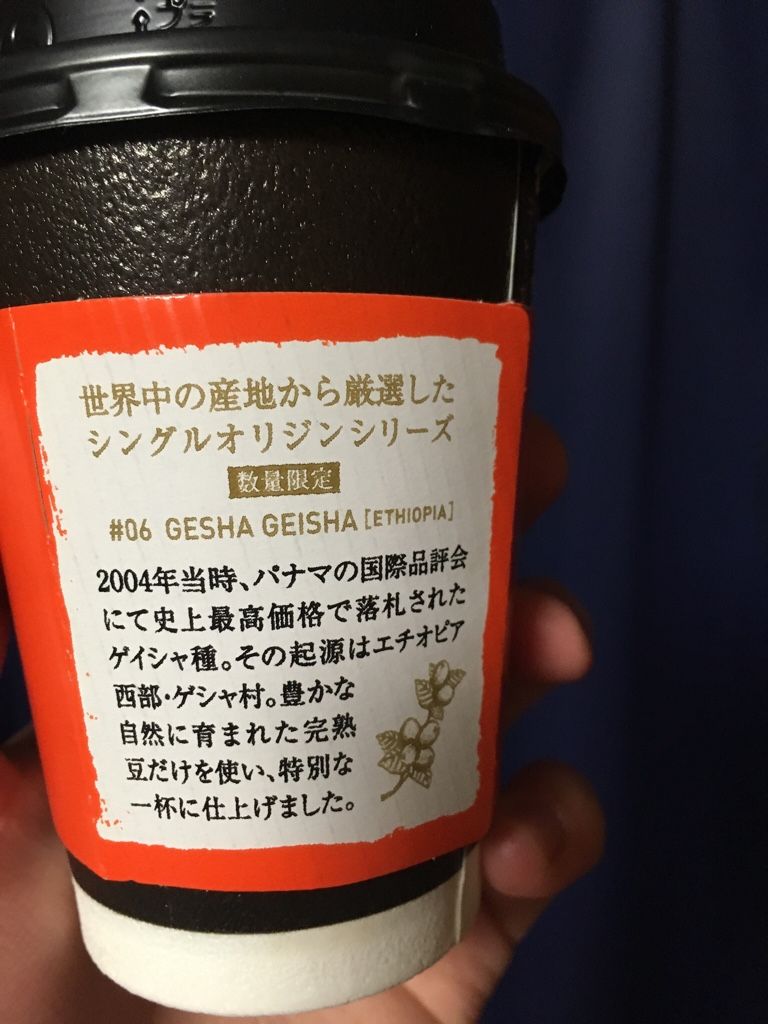 世界中の産地から厳選した
シングルオリジンシリーズ
数量限定
#06 GESHA GEISHA [ETHIOPIA]
2004年当時、パナマの国際品評会
にて史上最高価格で落札された
ゲイシャ種。その起源はエチオピア
西部・ゲシャ村。豊かな
自然に育まれた完熟
豆だけを使い、特別な
一杯に仕上げました。